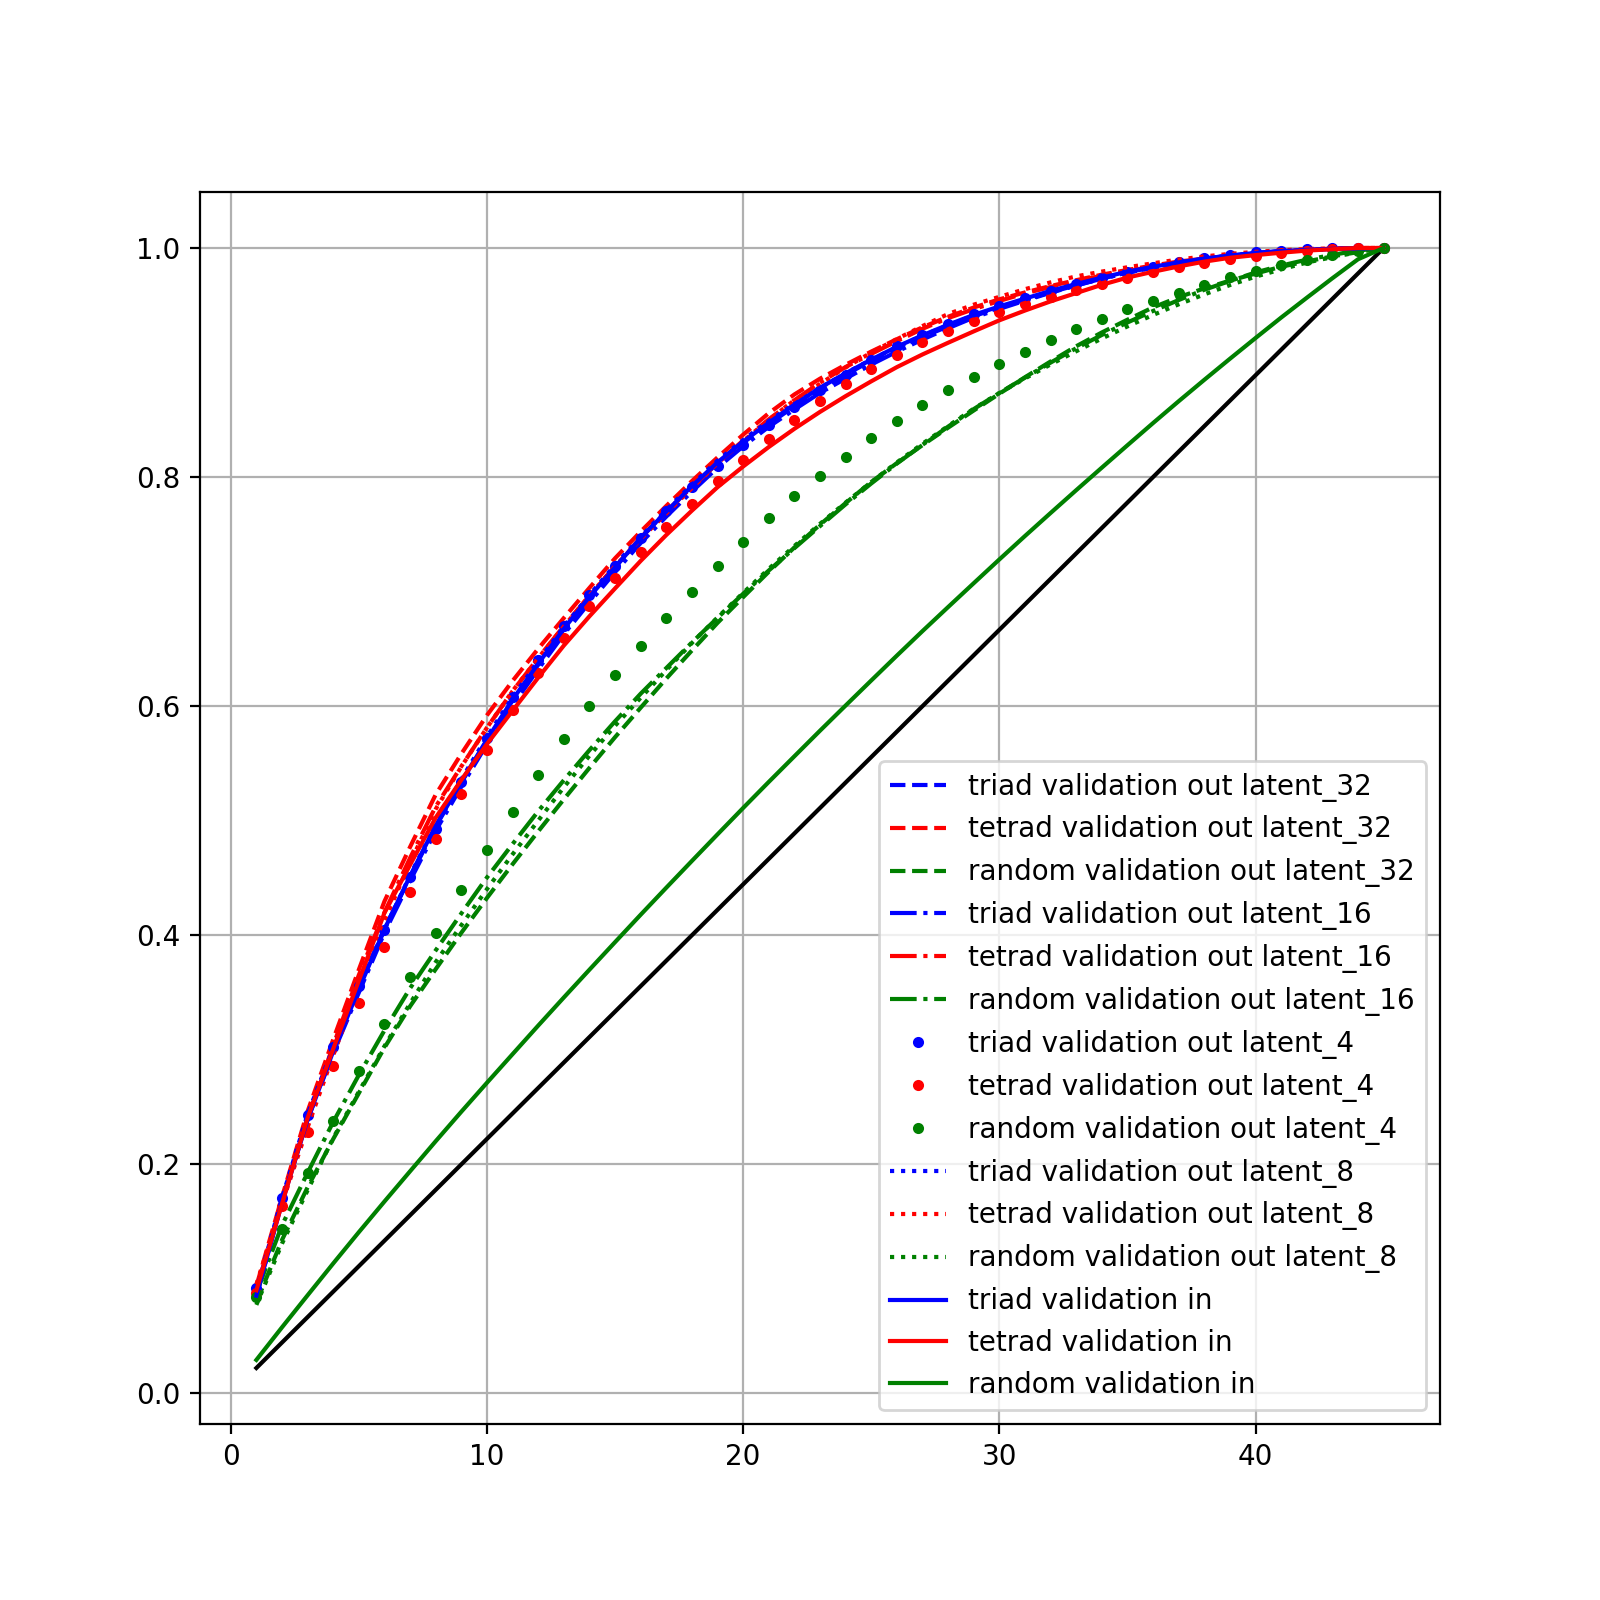 1.0
0.8
0.6
0.4
0.2
0.0
0 10 20 30 40
triad validation out latent_32
tetrad validation out latent_32
random validation out latent_32
triad validation out latent_16
tetrad validation out latent_16
random validation out latent_16
triad validation out latent_4
tetrad validation out latent_4
random validation out latent_4
triad validation out latent_8
tetrad validation out latent_8
random validation out latent_8
triad validation in
tetrad validation in
random validation in